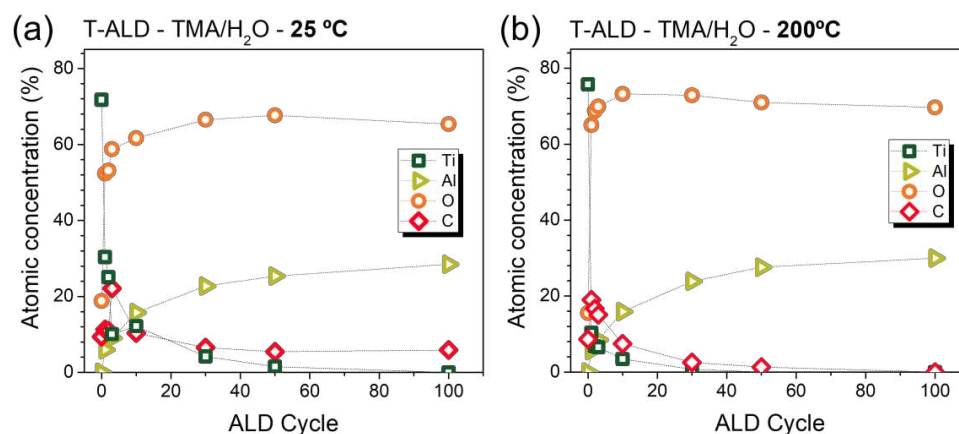 (a) T-ALD - TMA/H₂O - 25 ºC
Atomic concentration (%)
80
60
40
20
0
Ti
Al
O
C
0 20 40 60 80 100
ALD Cycle
(b) T-ALD - TMA/H₂O - 200ºC
Atomic concentration (%)
80
60
40
20
0
Ti
Al
O
C
0 20 40 60 80 100
ALD Cycle